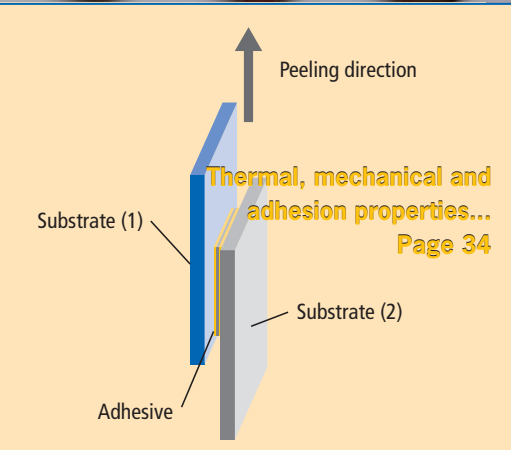 Peeling direction
Thermal, mechanical and
adhesion properties...
Page 34
Substrate (1)
Substrate (2)
Adhesive